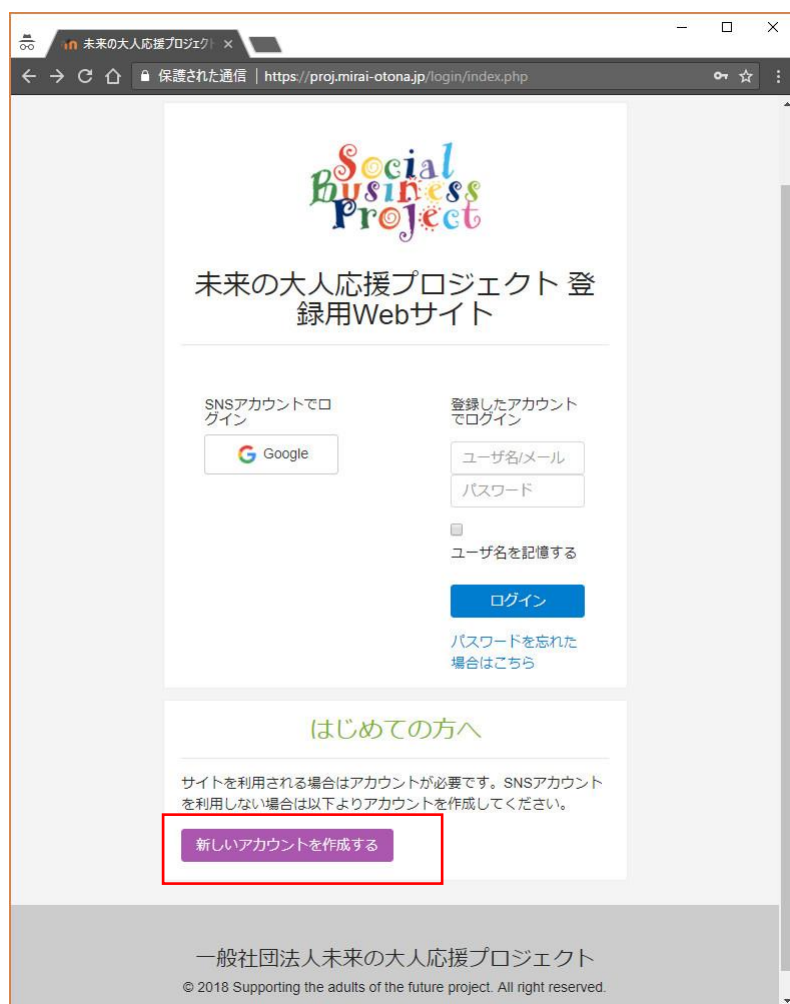 未来の大人応援プロジェクト
保護された通信 | https://proj.mirai-otona.jp/login/index.php
Social
Business
Project
未来の大人応援プロジェクト 登
録用Webサイト
SNSアカウントでロ
グイン
Google
登録したアカウント
でログイン
ユーザ名/メール
パスワード
ユーザ名を記憶する
ログイン
パスワードを忘れた
場合はこちら
はじめての方へ
サイトを利用される場合はアカウントが必要です。SNSアカウント
を利用しない場合は以下よりアカウントを作成してください。
新しいアカウントを作成する
一般社団法人未来の大人応援プロジェクト
© 2018 Supporting the adults of the future project. All right reserved.